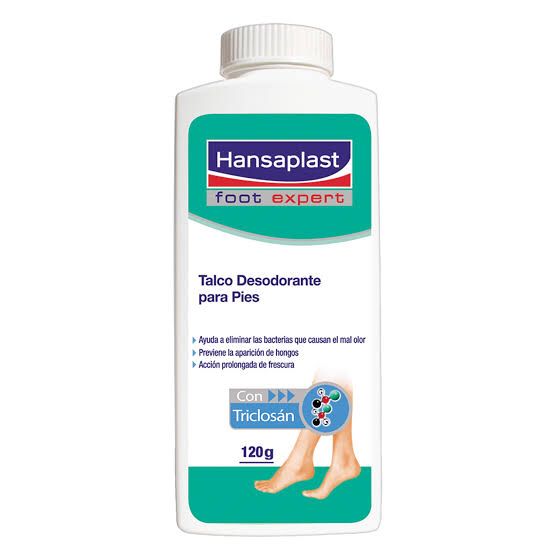 Hansaplast
foot expert
Talco Desodorante
para Pies
Ayuda a eliminar las bacterias que causan el mal olor
Previene la aparición de hongos
Acción prolongada de frescura
Con
Triclosán
120g